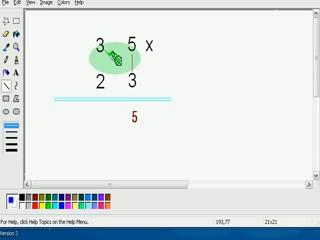 File Edit View Image Colors Help
3 5 x
2 3
5
For Help, click Help Topics on the Help Menu. 193,77 21x21
Version 3